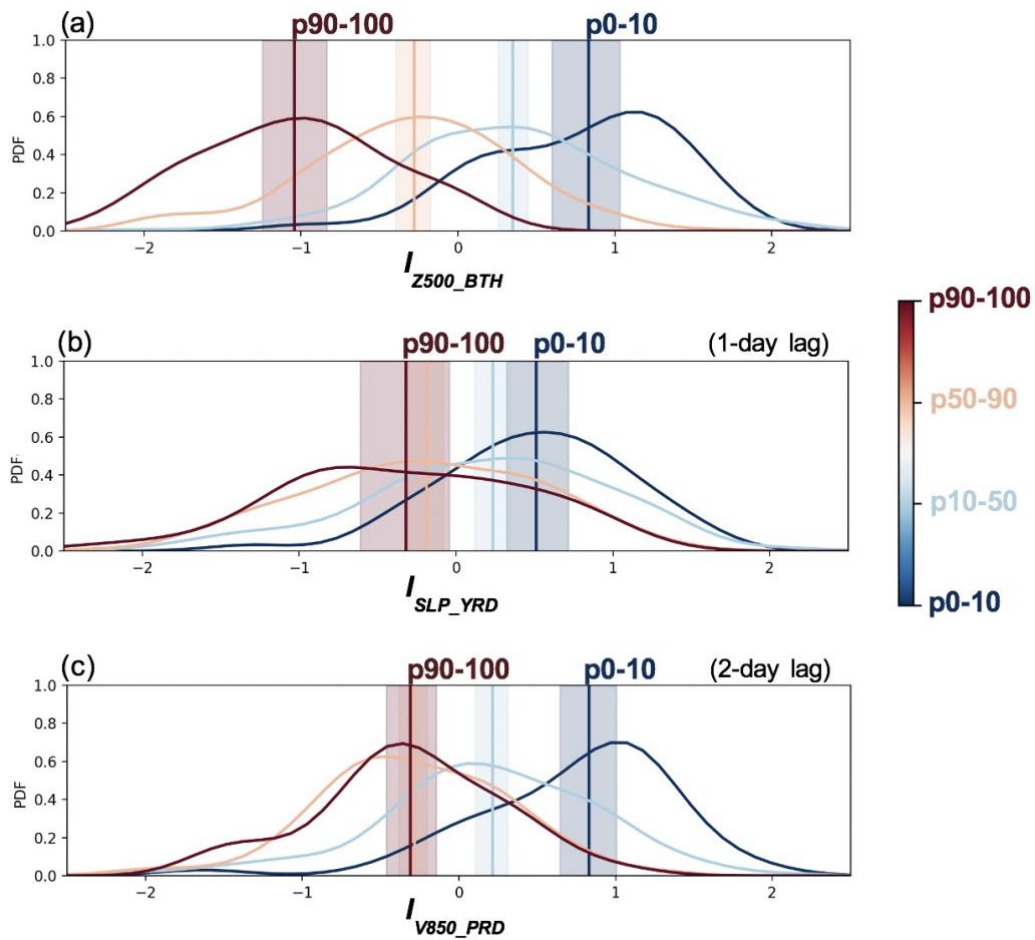 (a) p90-100 p0-10
1.0
0.8
0.6
PDF
0.4
0.2
0.0
−2 −1 0 1 2
I Z500_BTH
(b) p90-100 p0-10 (1-day lag)
1.0
0.8
0.6
PDF
0.4
0.2
0.0
−2 −1 0 1 2
I SLP_YRD
(c) p90-100 p0-10 (2-day lag)
1.0
0.8
0.6
PDF
0.4
0.2
0.0
−2 −1 0 1 2
I V850_PRD
p90-100
p50-90
p10-50
p0-10